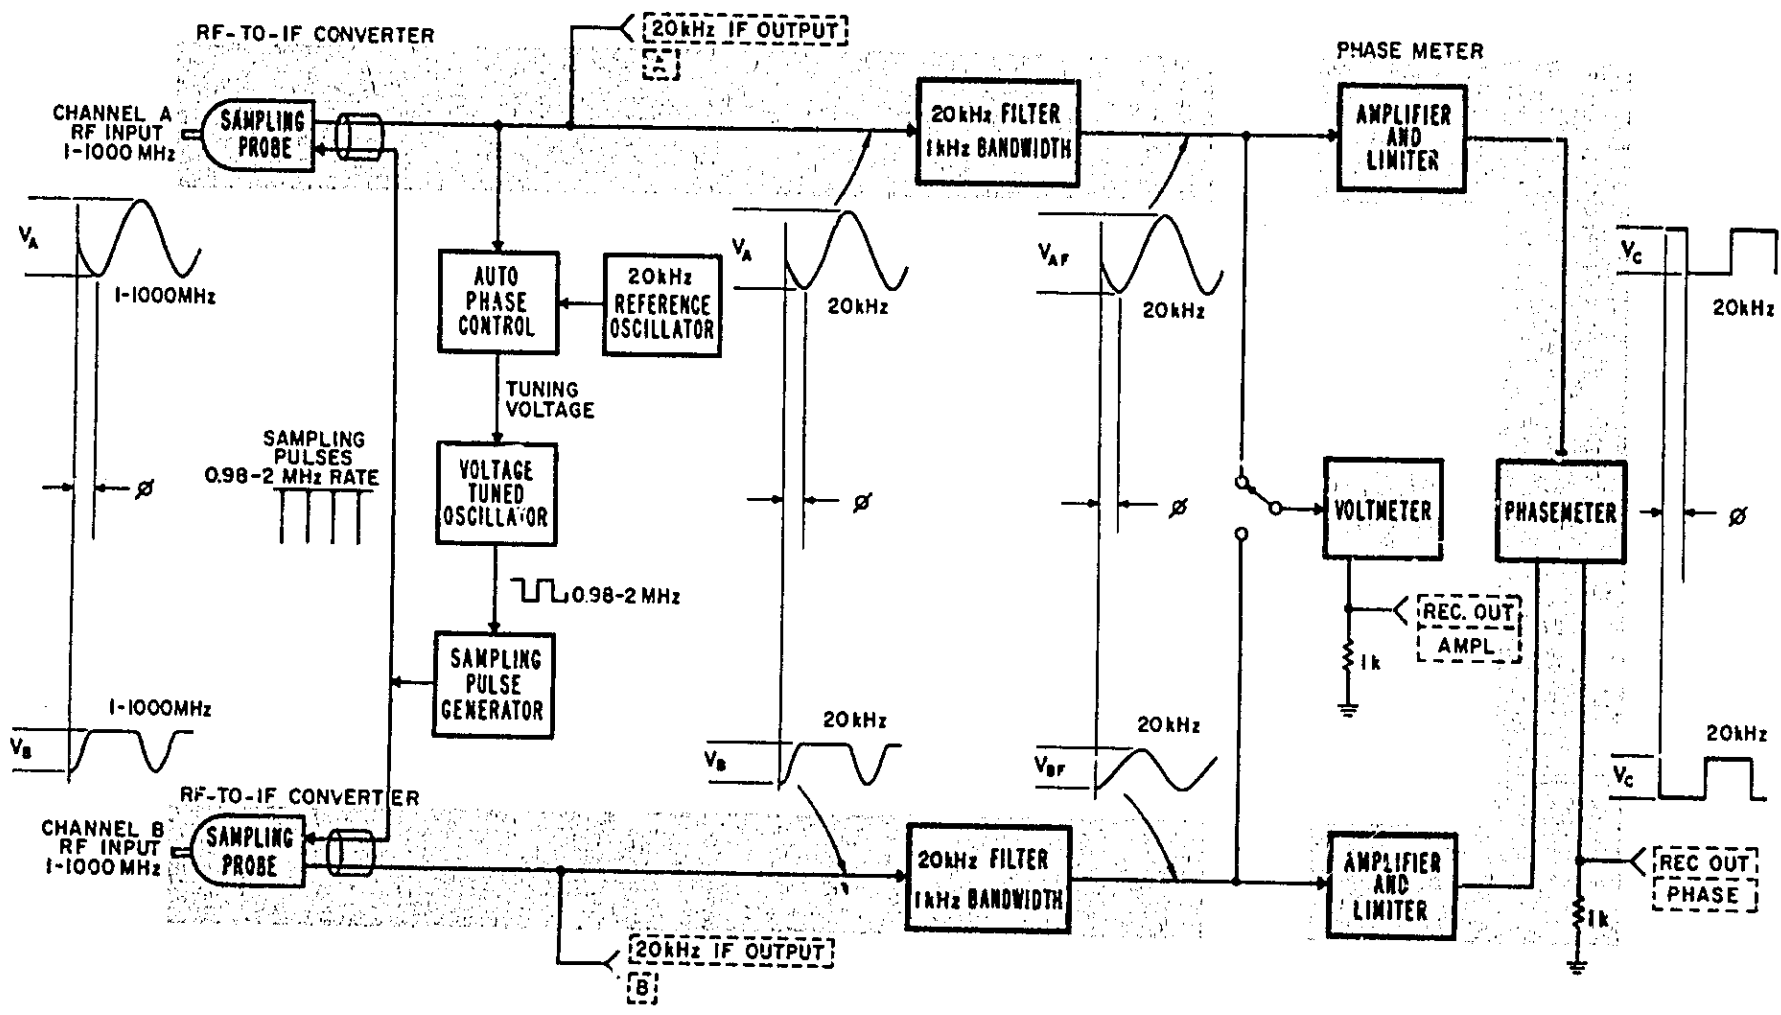 RF-TO-IF CONVERTER
20kHz IF OUTPUT
PHASE METER
CHANNEL A
RF INPUT
1-1000 MHz
SAMPLING
PROBE
20kHz FILTER
1kHz BANDWIDTH
AMPLIFIER
AND
LIMITER
VA
1-1000MHz
AUTO
PHASE
CONTROL
20kHz
REFERENCE
OSCILLATOR
VA
20kHz
VAF
20kHz
VC
20kHz
TUNING
VOLTAGE
SAMPLING
PULSES
0.98-2 MHz RATE
ø
VOLTAGE
TUNED
OSCILLATOR
ø
ø
VOLTMETER
PHASEMETER
ø
0.98-2 MHz
REC. OUT
AMPL
1k
SAMPLING
PULSE
GENERATOR
1-1000MHz
VB
20kHz
VB
20kHz
VBF
20kHz
VC
RF-TO-IF CONVERTER
CHANNEL B
RF INPUT
1-1000 MHz
SAMPLING
PROBE
20kHz FILTER
1kHz BANDWIDTH
AMPLIFIER
AND
LIMITER
REC OUT
PHASE
1k
20kHz IF OUTPUT
B